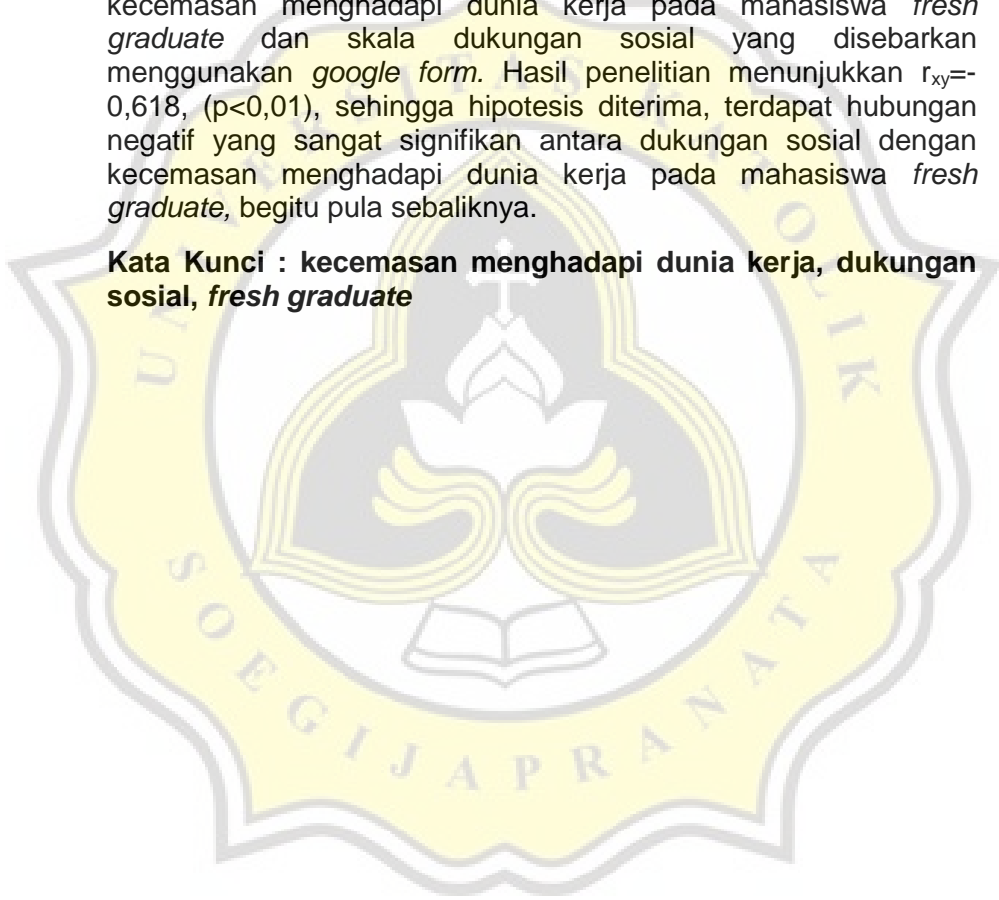 kecemasan menghadapi dunia kerja pada mahasiswa fresh
graduate dan skala dukungan sosial yang disebarkan
menggunakan google form. Hasil penelitian menunjukkan rxy=-
0,618, (p<0,01), sehingga hipotesis diterima, terdapat hubungan
negatif yang sangat signifikan antara dukungan sosial dengan
kecemasan menghadapi dunia kerja pada mahasiswa fresh
graduate, begitu pula sebaliknya.
Kata Kunci : kecemasan menghadapi dunia kerja, dukungan
sosial, fresh graduate
UNIVERSITAS KATOLIK
SOEGIJAPRANATA